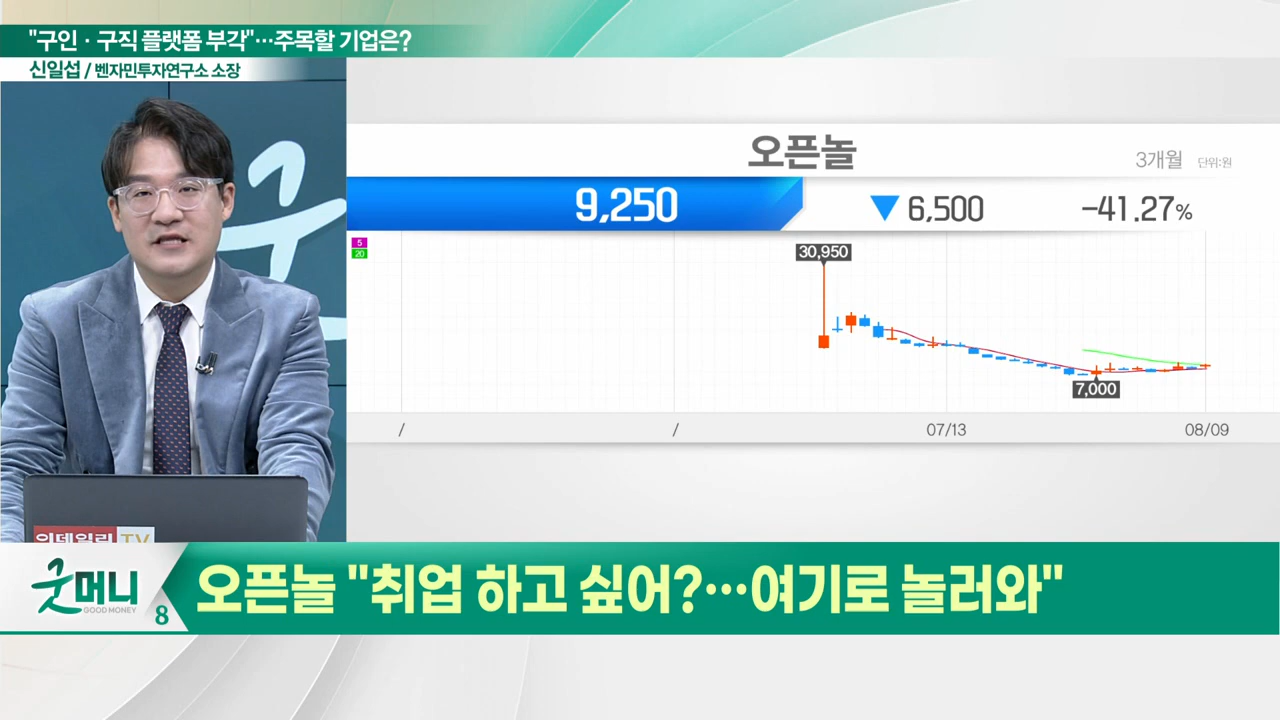 "구인·구직 플랫폼 부각"…주목할 기업은?
신일섭 / 벤자민투자연구소 소장
오픈놀
3개월 단위:원
9,250 ▼ 6,500 -41.27%
5
20
30,950
7,000
/ / 07/13 08/09
이데일리 TV
굿머니
GOOD MONEY
8
오픈놀 "취업 하고 싶어?…여기로 놀러와"